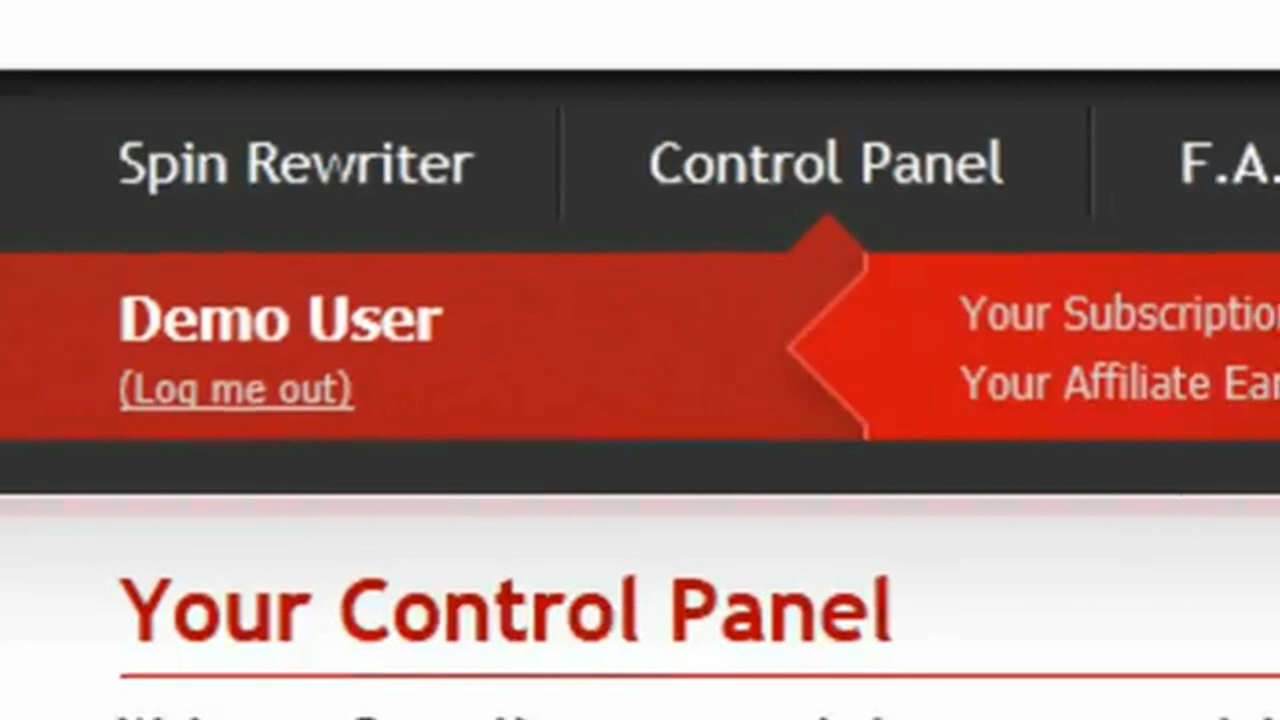 Spin Rewriter Control Panel F.A.
Demo User
(Log me out)
Your Subscriptio
Your Affiliate Ear
Your Control Panel